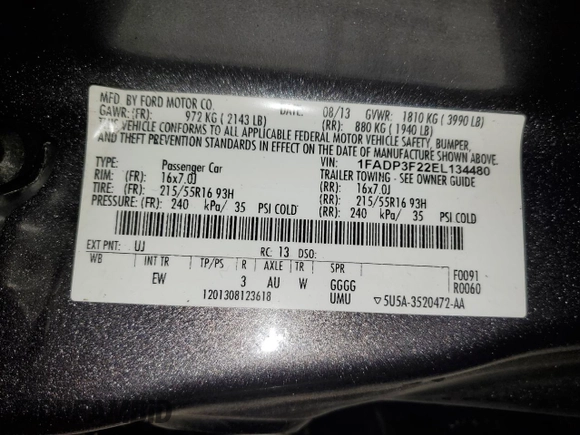 MFD. BY FORD MOTOR CO. DATE: 08/13 GVWR: 1810 KG ( 3990 LB)
GAWR: (FR): 972 KG ( 2143 LB) (RR): 880 KG ( 1940 LB)
THIS VEHICLE CONFORMS TO ALL APPLICABLE FEDERAL MOTOR VEHICLE SAFETY, BUMPER,
AND THEFT PREVENTION STANDARDS IN EFFECT ON THE DATE OF MANUFACTURE SHOWN ABOVE.
VIN: 1FADP3F22EL134480
TYPE: Passenger Car TRAILER TOWING - SEE OWNER GUIDE
RIM: (FR): 16x7.0J (RR): 16x7.0J
TIRE: (FR): 215/55R16 93H (RR): 215/55R16 93H
PRESSURE: (FR): 240 kPa/ 35 PSI COLD (RR): 240 kPa/ 35 PSI COLD
EXT PNT: UJ RC: 13 DSO:
WB INT TR TP/PS R AXLE TR SPR F0091
EW 3 AU W GGGG R0060
1201308123618 UMU ▽ 5U5A-3520472-AA